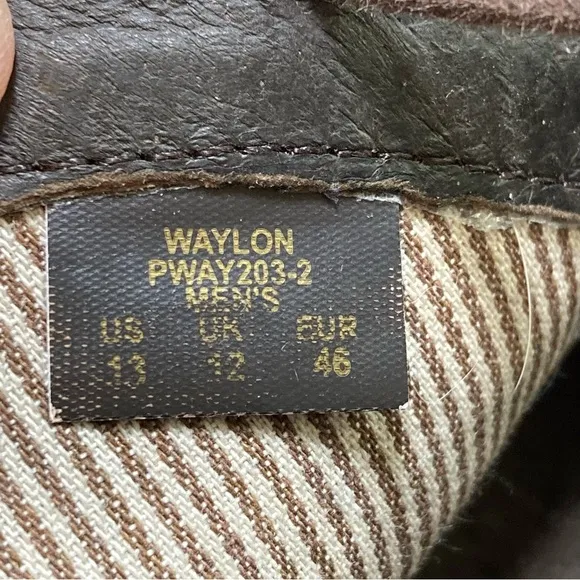 WAYLON
PWAY203-2
MEN'S
US UK EUR
13 12 46